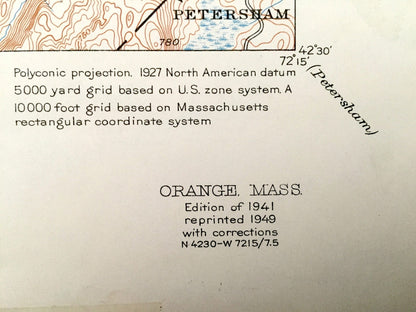 PETERSHAM
780
42°30'
72°15'
(Petersham)
Polyconic projection. 1927 North American datum
5000 yard grid based on U.S. zone system. A
10000 foot grid based on Massachusetts
rectangular coordinate system
ORANGE, MASS.
Edition of 1941
reprinted 1949
with corrections
N 4230-W 7215/7.5